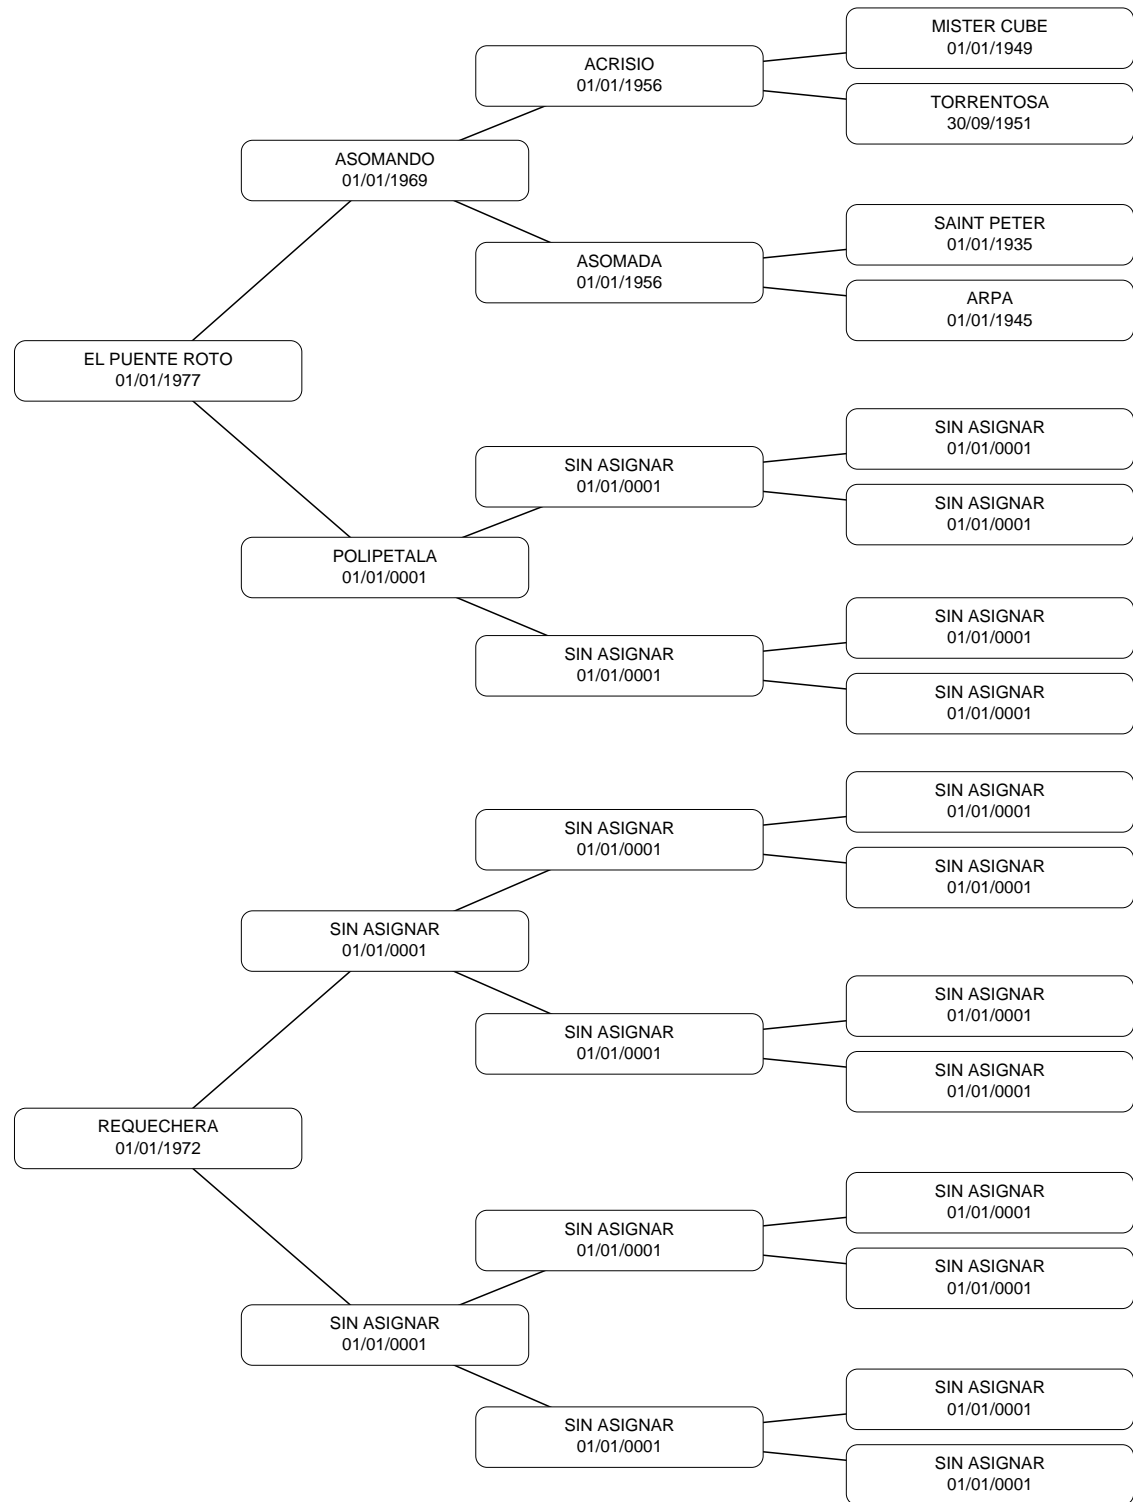 MISTER CUBE
01/01/1949
ACRISIO
01/01/1956
TORRENTOSA
30/09/1951
ASOMANDO
01/01/1969
SAINT PETER
01/01/1935
ASOMADA
01/01/1956
ARPA
01/01/1945
EL PUENTE ROTO
01/01/1977
SIN ASIGNAR
01/01/0001
SIN ASIGNAR
01/01/0001
SIN ASIGNAR
01/01/0001
POLIPETALA
01/01/0001
SIN ASIGNAR
01/01/0001
SIN ASIGNAR
01/01/0001
SIN ASIGNAR
01/01/0001
SIN ASIGNAR
01/01/0001
SIN ASIGNAR
01/01/0001
SIN ASIGNAR
01/01/0001
SIN ASIGNAR
01/01/0001
SIN ASIGNAR
01/01/0001
SIN ASIGNAR
01/01/0001
SIN ASIGNAR
01/01/0001
REQUECHERA
01/01/1972
SIN ASIGNAR
01/01/0001
SIN ASIGNAR
01/01/0001
SIN ASIGNAR
01/01/0001
SIN ASIGNAR
01/01/0001
SIN ASIGNAR
01/01/0001
SIN ASIGNAR
01/01/0001
SIN ASIGNAR
01/01/0001